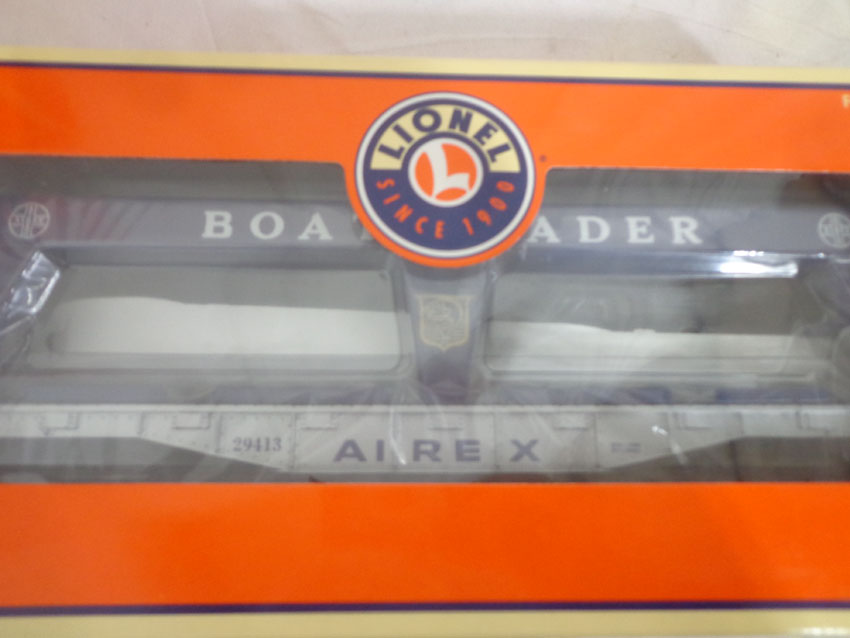 LIONEL
L
SINCE 1900
BOA ADER
29413 AIREX